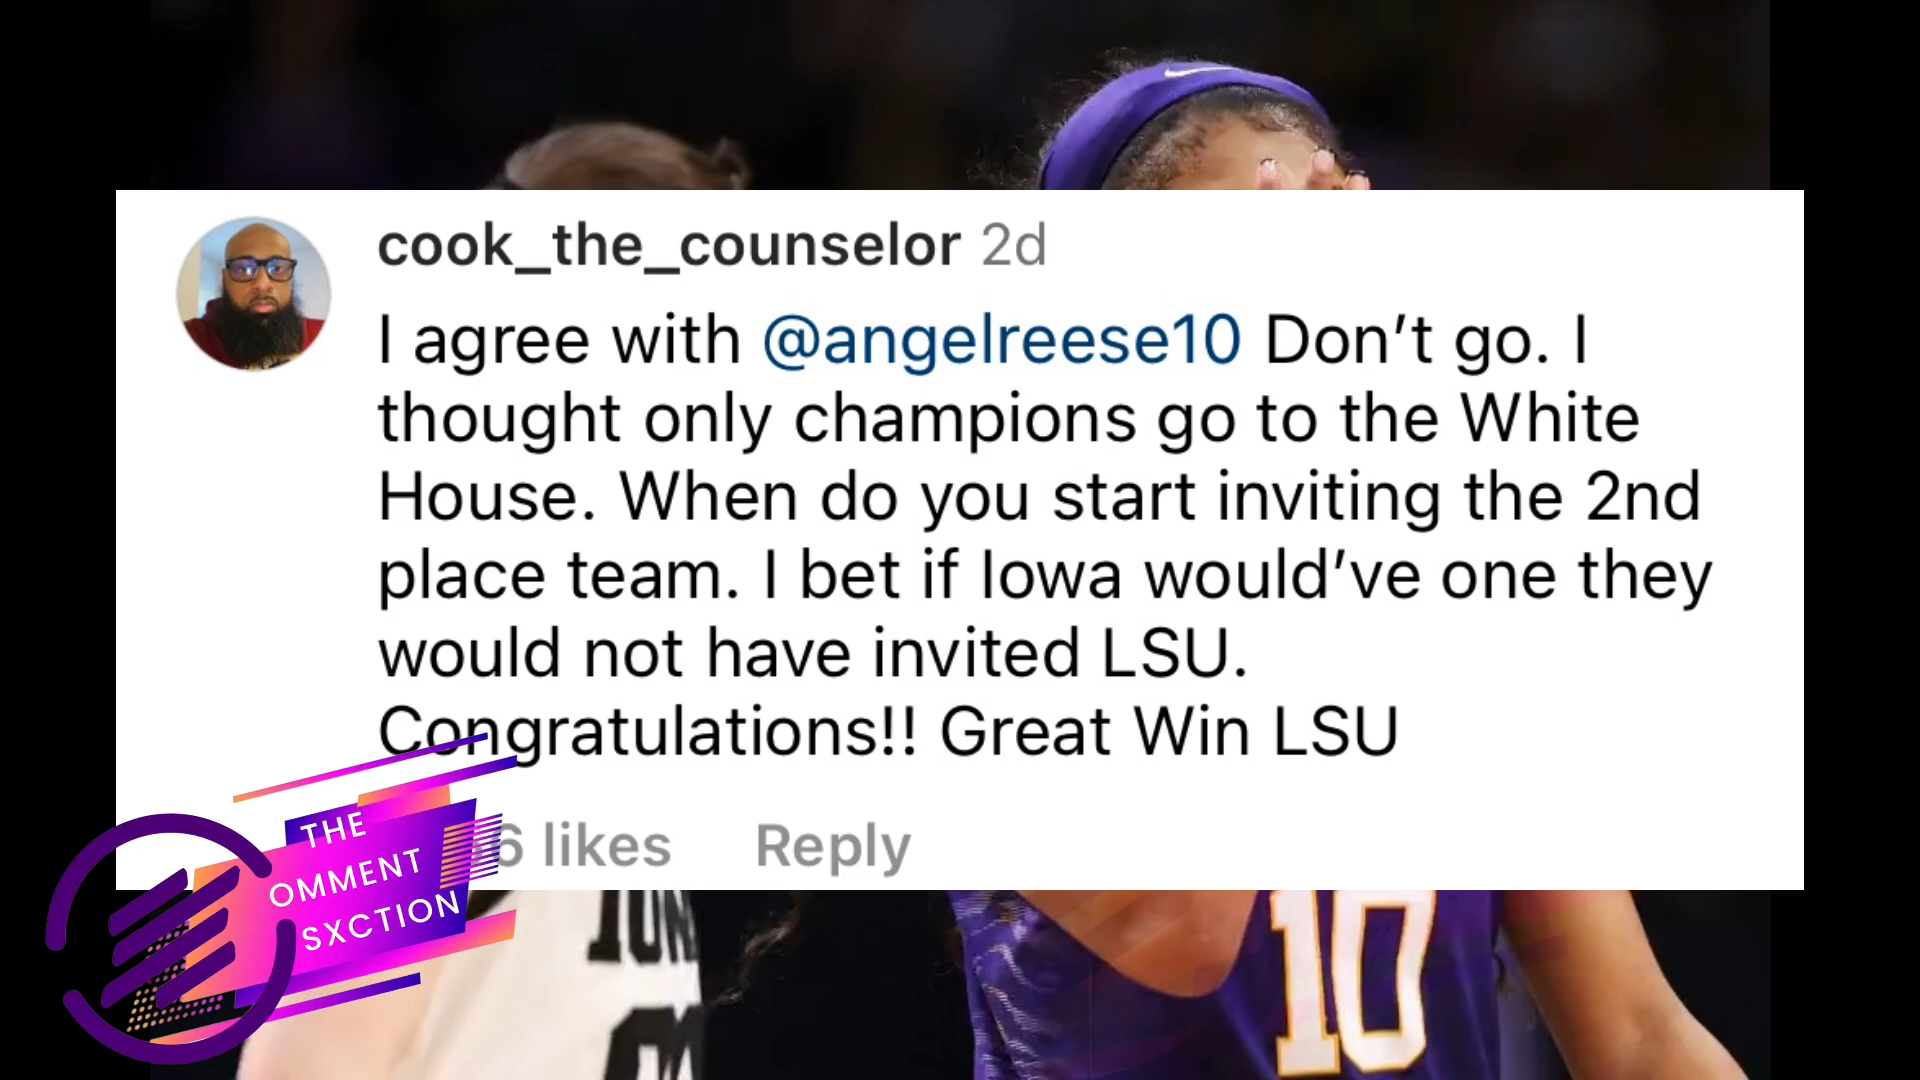 cook_the_counselor 2d
I agree with @angelreese10 Don’t go. I
thought only champions go to the White
House. When do you start inviting the 2nd
place team. I bet if Iowa would’ve one they
would not have invited LSU.
Congratulations!! Great Win LSU
likes Reply
THE
OMMENT
SXCTION
10